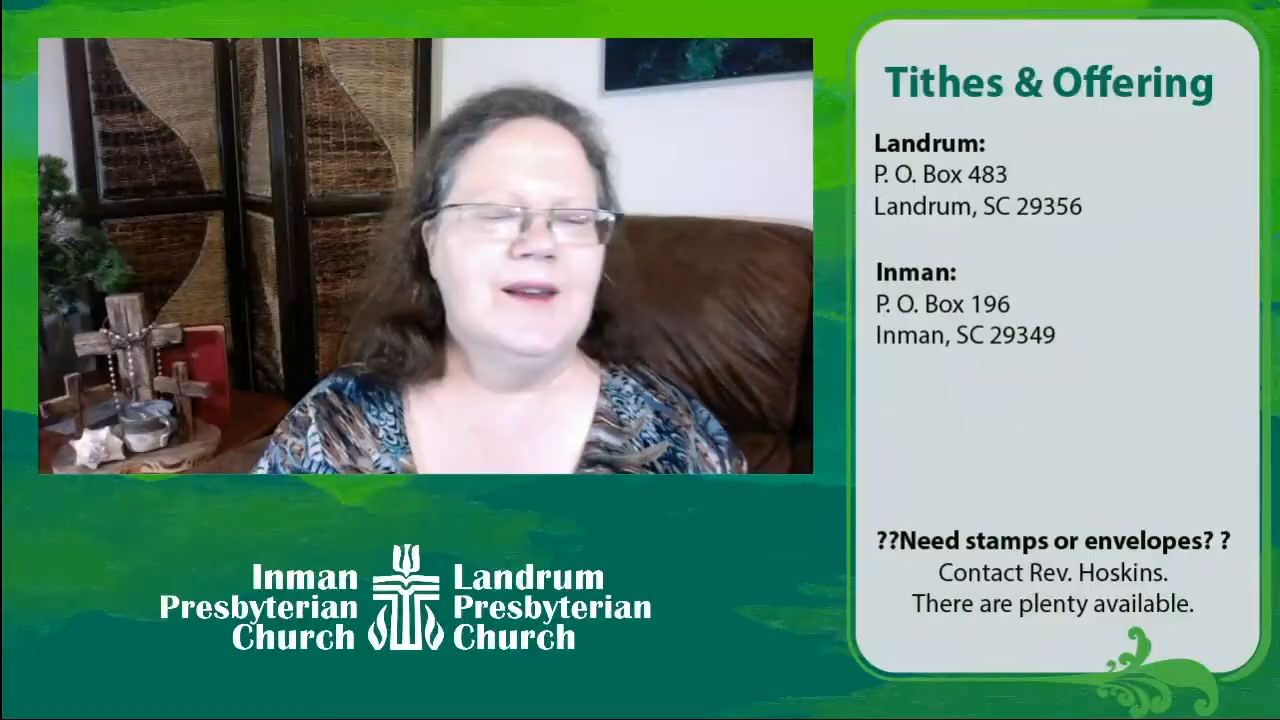 Tithes & Offering
Landrum:
P. O. Box 483
Landrum, SC 29356
Inman:
P. O. Box 196
Inman, SC 29349
??Need stamps or envelopes? ?
Contact Rev. Hoskins.
There are plenty available.
Inman
Presbyterian
Church
Landrum
Presbyterian
Church